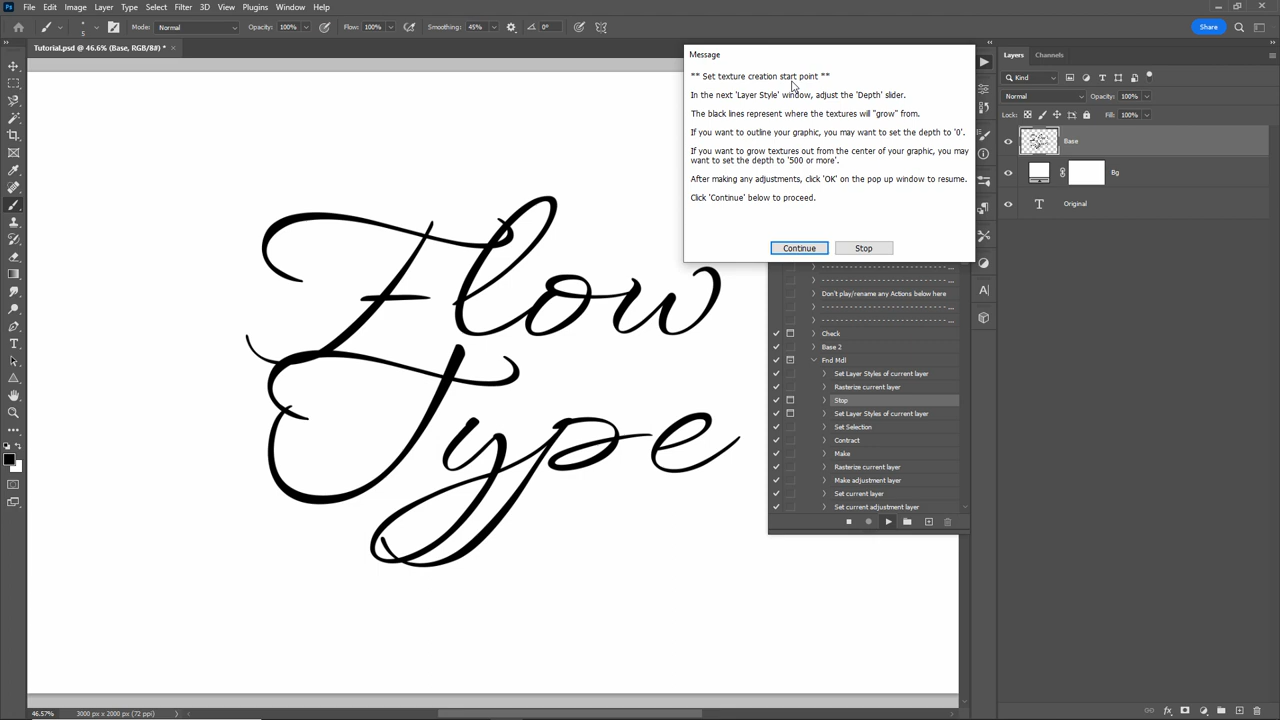 Ps File Edit Image Layer Type Select Filter 3D View Plugins Window Help
5 Mode: Normal Opacity: 100% Flow: 100% Smoothing: 45% 0° Share
Tutorial.psd @ 46.6% (Base, RGB/8#) * ×
Message
** Set texture creation start point **
In the next 'Layer Style' window, adjust the 'Depth' slider.
The black lines represent where the textures will "grow" from.
If you want to outline your graphic, you may want to set the depth to '0'.
If you want to grow textures out from the center of your graphic, you may
want to set the depth to '500 or more'.
After making any adjustments, click 'OK' on the pop up window to resume.
Click 'Continue' below to proceed.
Continue Stop
Flow
Type
- - - - - - - - - - - - - - - - - - - - - - - - - - ...
Don't play/rename any Actions below here
- - - - - - - - - - - - - - - - - - - - - - - - - - ...
- - - - - - - - - - - - - - - - - - - - - - - - - - ...
Check
Base 2
Fnd Mdl
Set Layer Styles of current layer
Rasterize current layer
Stop
Set Layer Styles of current layer
Set Selection
Contract
Make
Rasterize current layer
Make adjustment layer
Set current layer
Set current adjustment layer
Layers Channels
Kind
Normal Opacity: 100%
Lock: Fill: 100%
Base
Bg
T Original
46.57% 3000 px x 2000 px (72 ppi)